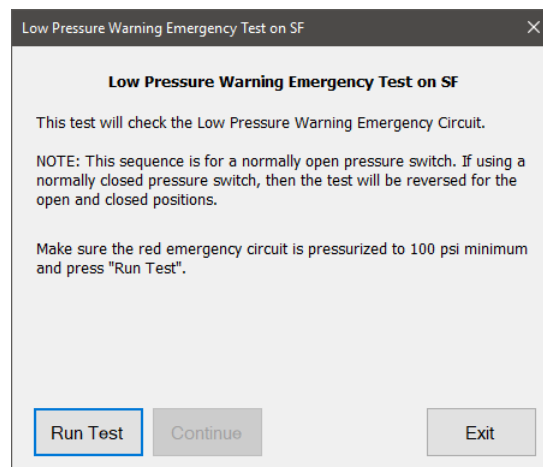 Low Pressure Warning Emergency Test on SF
Low Pressure Warning Emergency Test on SF
This test will check the Low Pressure Warning Emergency Circuit.
NOTE: This sequence is for a normally open pressure switch. If using a
normally closed pressure switch, then the test will be reversed for the
open and closed positions.
Make sure the red emergency circuit is pressurized to 100 psi minimum
and press "Run Test".
Run Test Continue Exit